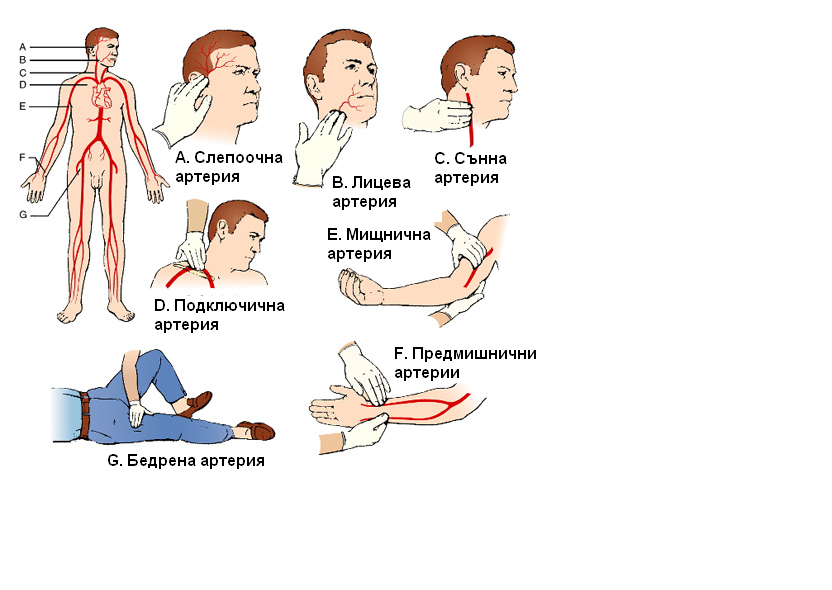 A
B
C
D
E
F
G
A. Слепоочна
артерия
B. Лицева
артерия
C. Сънна
артерия
D. Подключична
артерия
E. Мищнична
артерия
F. Предмишнични
артерии
G. Бедрена артерия